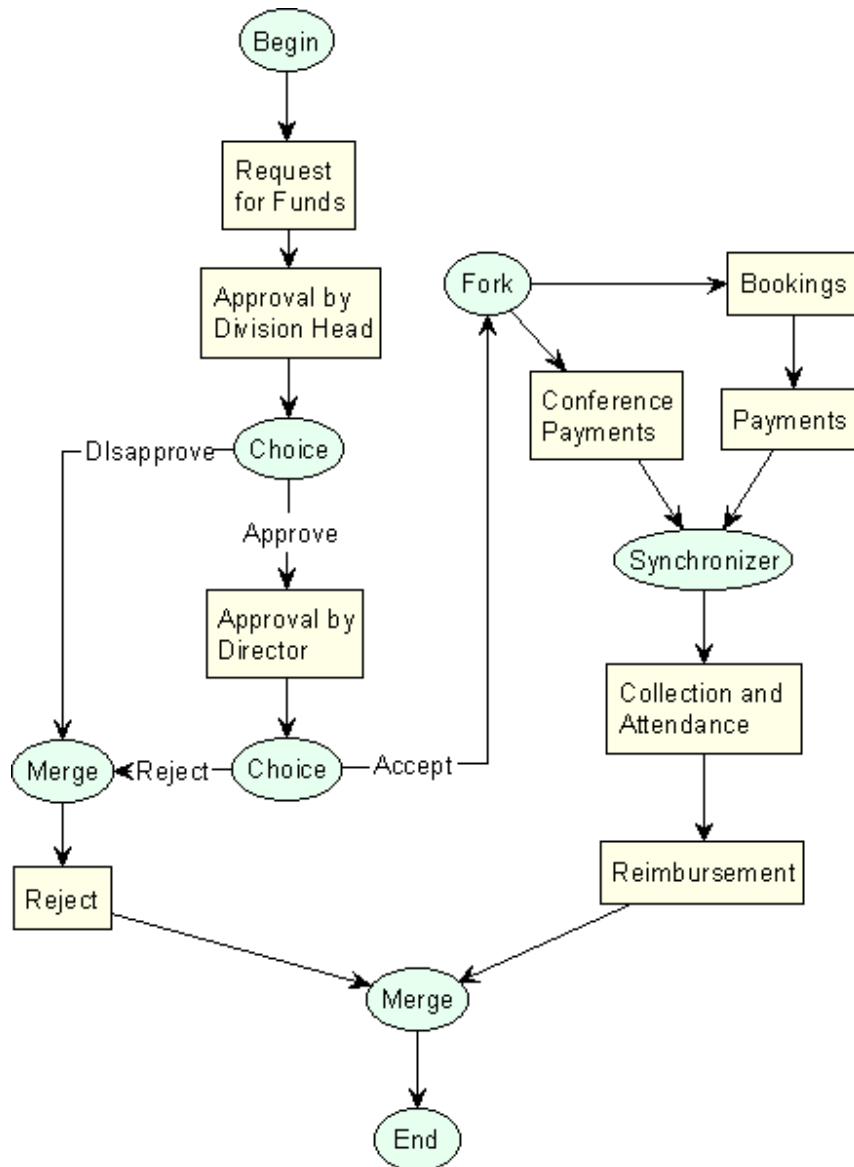 Begin
Request
for Funds
Approval by
Division Head
Fork
Bookings
Conference
Payments
Payments
DIsapprove
Choice
Approve
Synchronizer
Approval by
Director
Collection and
Attendance
Merge
Reject
Choice
Accept
Reject
Reimbursement
Merge
End